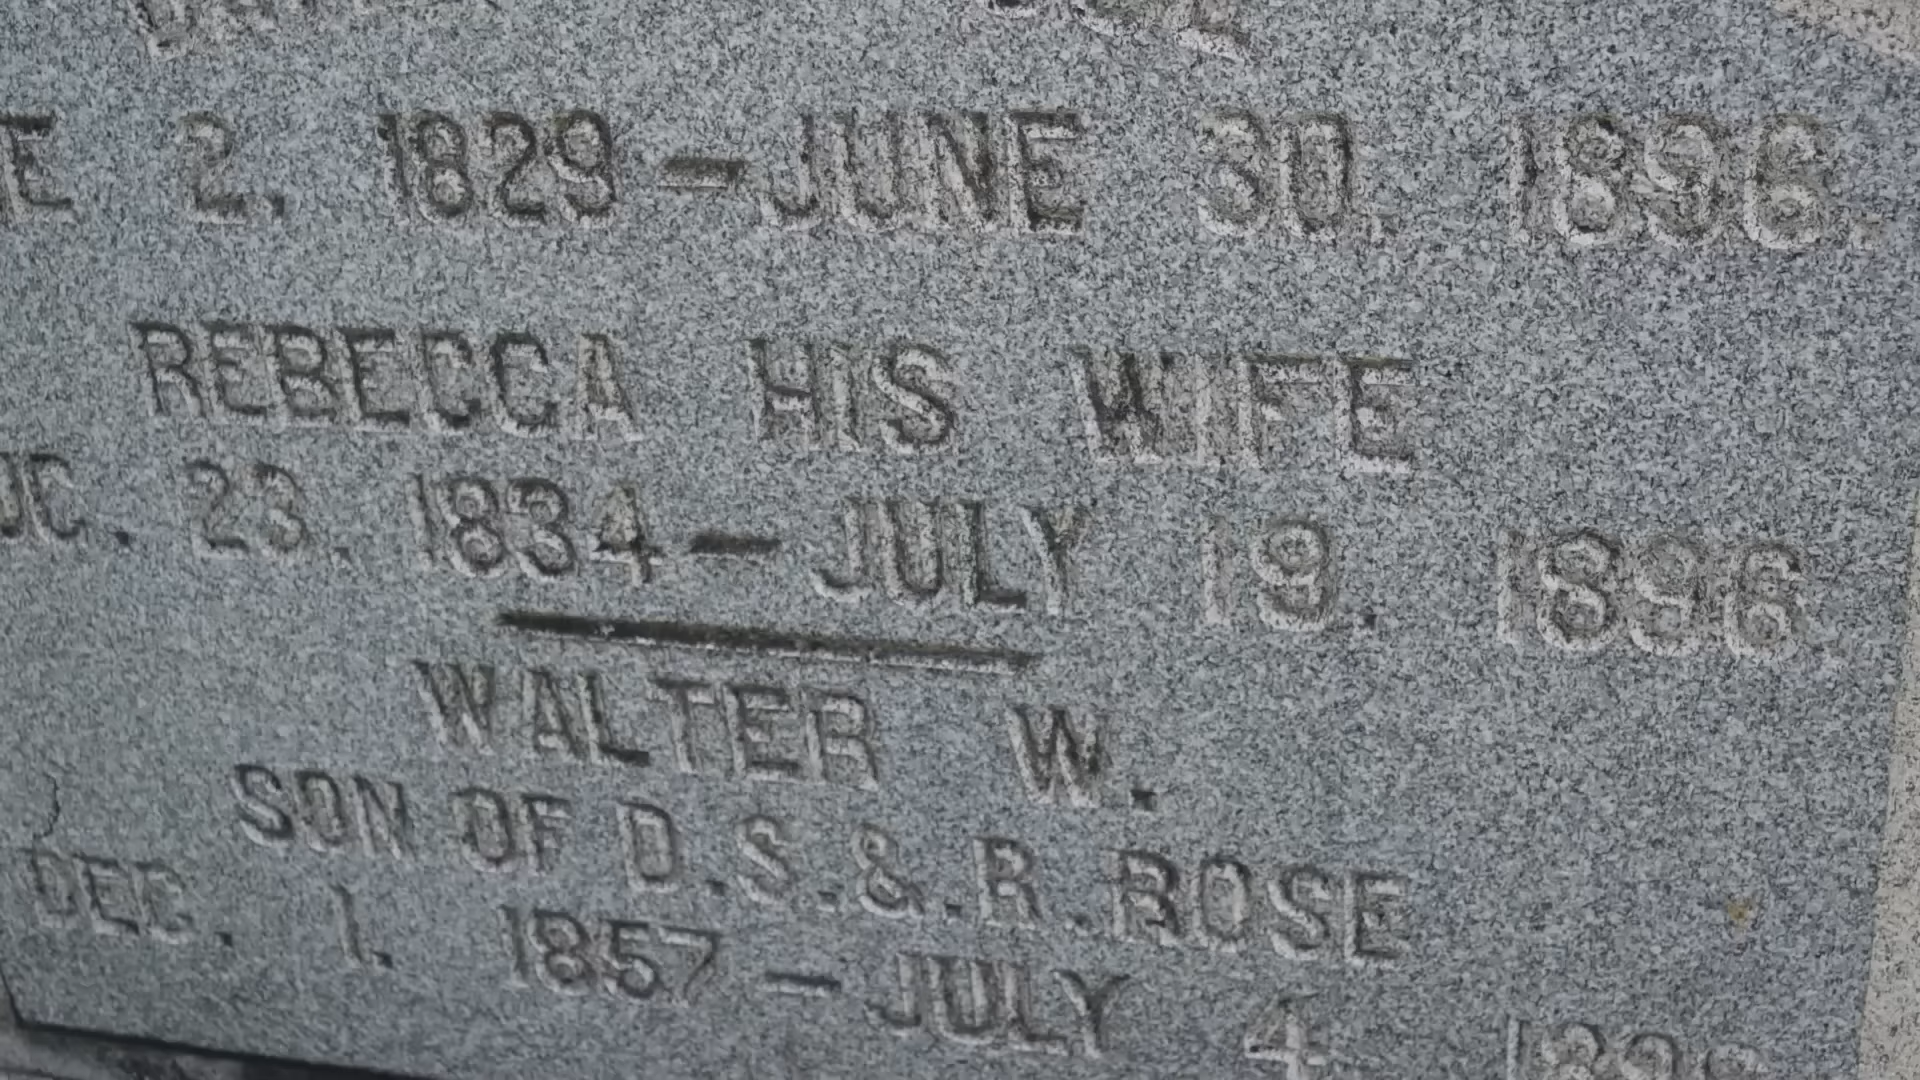 2, 1829 – JUNE 30, 1896.
REBECCA HIS WIFE
23, 1834 – JULY 19, 1896.
WALTER W.
SON OF D.S.&.R.ROSE
DEC. 1, 1857 – JULY 4